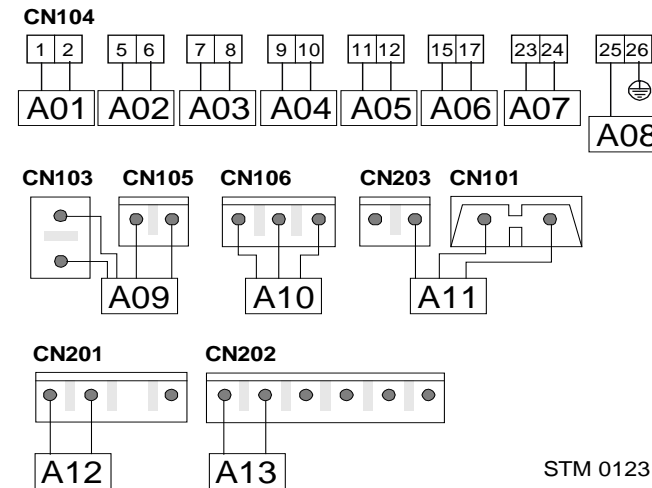 CN104
1 2 5 6 7 8 9 10 11 12 15 17 23 24 25 26
A01 A02 A03 A04 A05 A06 A07 A08
CN103 CN105 CN106 CN203 CN101
A09 A10 A11
CN201 CN202
A12 A13
STM 0123